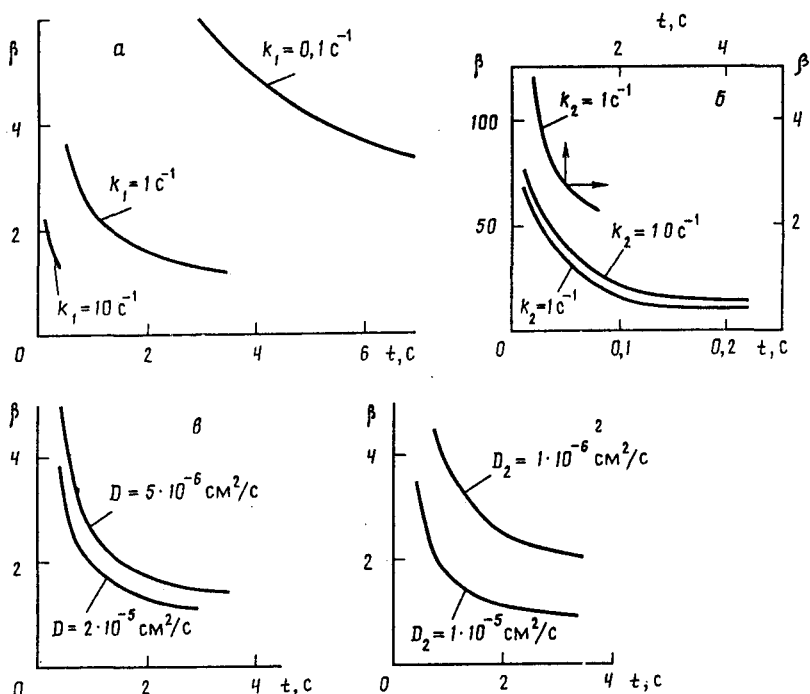 β
а
k₁ = 0,1 c⁻¹
4
k₁ = 1 c⁻¹
2
k₁ = 10 c⁻¹
0
2
4
6
t, c
t, c
2
4
β
β
k₂ = 1 c⁻¹
б
100
4
50
2
k₂ = 10 c⁻¹
k₂ = 1 c⁻¹
0
0,1
0,2
t, c
β
в
4
D = 5·10⁻⁶ см²/с
2
D = 2·10⁻⁵ см²/с
0
2
t, c
β
г
4
D₂ = 1·10⁻⁶ см²/с
2
D₂ = 1·10⁻⁵ см²/с
0
2
4
t, c